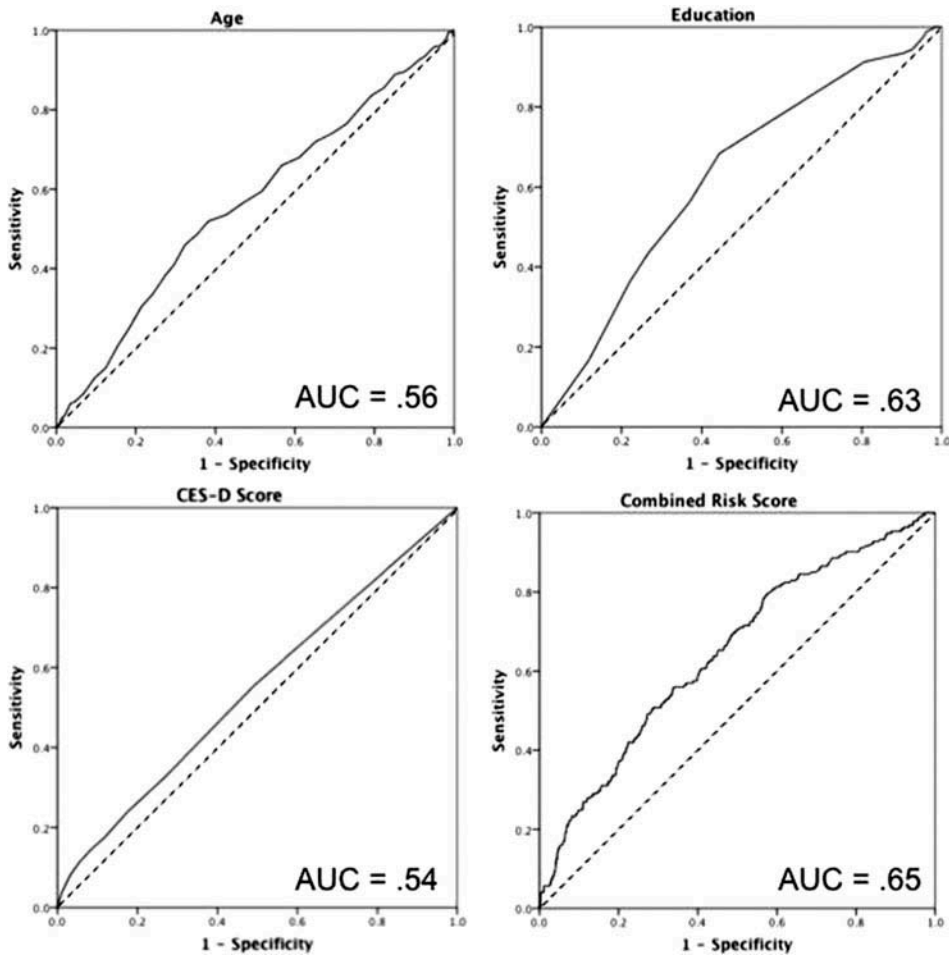 Age
1.0
0.8
0.6
0.4
0.2
0.0
Sensitivity
AUC = .56
0.0 0.2 0.4 0.6 0.8 1.0
1 - Specificity
Education
1.0
0.8
0.6
0.4
0.2
0.0
Sensitivity
AUC = .63
0.0 0.2 0.4 0.6 0.8 1.0
1 - Specificity
CES-D Score
1.0
0.8
0.6
0.4
0.2
0.0
Sensitivity
AUC = .54
0.0 0.2 0.4 0.6 0.8 1.0
1 - Specificity
Combined Risk Score
1.0
0.8
0.6
0.4
0.2
0.0
Sensitivity
AUC = .65
0.0 0.2 0.4 0.6 0.8 1.0
1 - Specificity